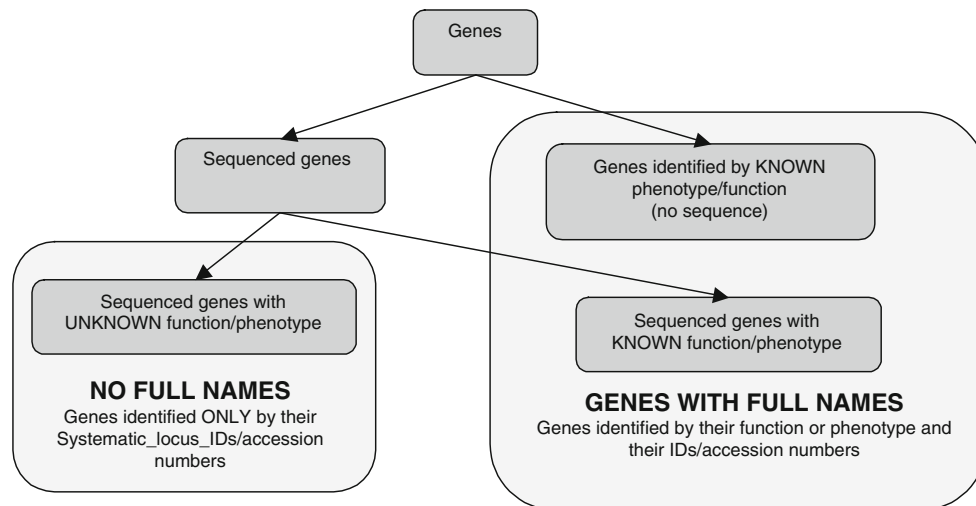 Genes
Sequenced genes
Genes identified by KNOWN
phenotype/function
(no sequence)
Sequenced genes with
UNKNOWN function/phenotype
Sequenced genes with
KNOWN function/phenotype
NO FULL NAMES
Genes identified ONLY by their
Systematic_locus_IDs/accession
numbers
GENES WITH FULL NAMES
Genes identified by their function or phenotype and
their IDs/accession numbers